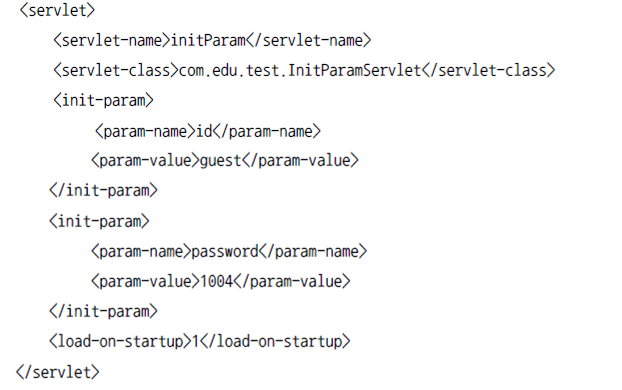 <servlet>
<servlet-name>initParam</servlet-name>
<servlet-class>com.edu.test.InitParamServlet</servlet-class>
<init-param>
<param-name>id</param-name>
<param-value>guest</param-value>
</init-param>
<init-param>
<param-name>password</param-name>
<param-value>1004</param-value>
</init-param>
<load-on-startup>1</load-on-startup>
</servlet>